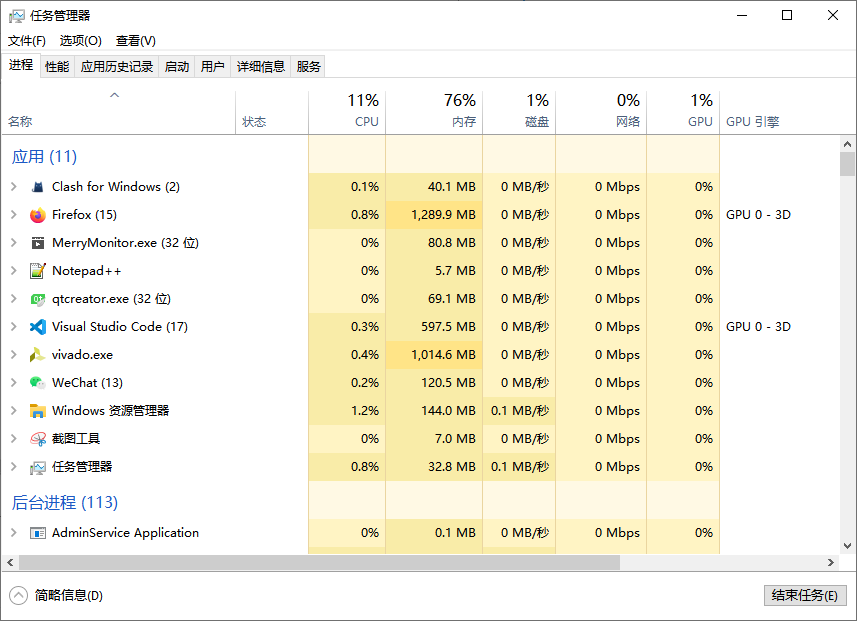 任务管理器
文件(F) 选项(O) 查看(V)
进程 性能 应用历史记录 启动 用户 详细信息 服务
11% 76% 1% 0% 1%
名称 状态 CPU 内存 磁盘 网络 GPU GPU 引擎
应用 (11)
Clash for Windows (2) 0.1% 40.1 MB 0 MB/秒 0 Mbps 0%
Firefox (15) 0.8% 1,289.9 MB 0 MB/秒 0 Mbps 0% GPU 0 - 3D
MerryMonitor.exe (32 位) 0% 80.8 MB 0 MB/秒 0 Mbps 0%
Notepad++ 0% 5.7 MB 0 MB/秒 0 Mbps 0%
qtcreator.exe (32 位) 0% 69.1 MB 0 MB/秒 0 Mbps 0%
Visual Studio Code (17) 0.3% 597.5 MB 0 MB/秒 0 Mbps 0% GPU 0 - 3D
vivado.exe 0.4% 1,014.6 MB 0 MB/秒 0 Mbps 0%
WeChat (13) 0.2% 120.5 MB 0 MB/秒 0 Mbps 0%
Windows 资源管理器 1.2% 144.0 MB 0.1 MB/秒 0 Mbps 0%
截图工具 0% 7.0 MB 0 MB/秒 0 Mbps 0%
任务管理器 0.8% 32.8 MB 0.1 MB/秒 0 Mbps 0%
后台进程 (113)
AdminService Application 0% 0.1 MB 0 MB/秒 0 Mbps 0%
简略信息(D) 结束任务(E)